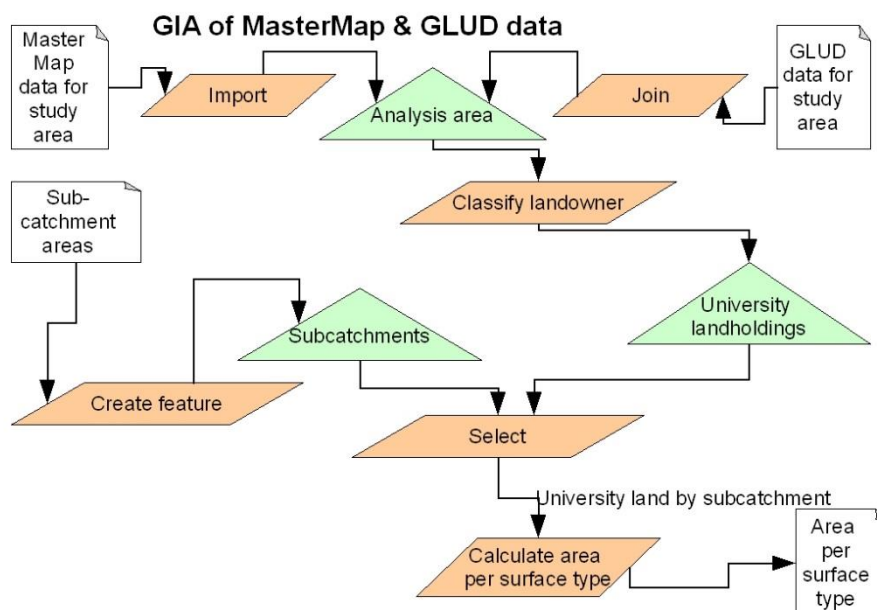 GIA of MasterMap & GLUD data
Master
Map
data for
study
area
Import
Analysis area
Join
GLUD
data for
study
area
Classify landowner
Sub-
catchment
areas
University
landholdings
Subcatchments
Create feature
Select
University land by subcatchment
Calculate area
per surface type
Area
per
surface
type